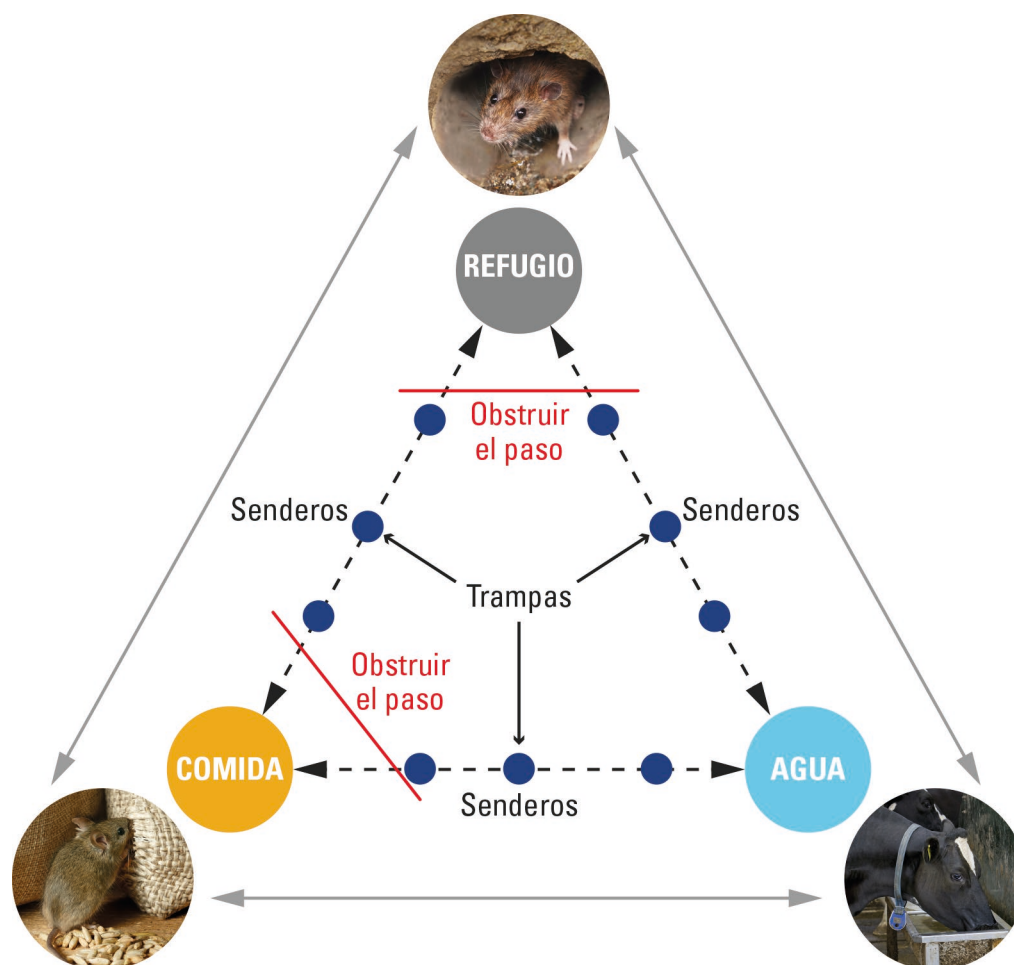 REFUGIO
Obstruir
el paso
Senderos
Senderos
Trampas
Obstruir
el paso
COMIDA
AGUA
Senderos